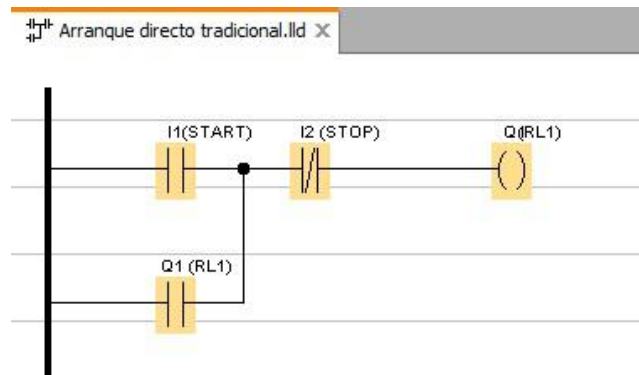 Arranque directo tradicional.lld
I1(START) I2 (STOP) Q(RL1)
Q1 (RL1)